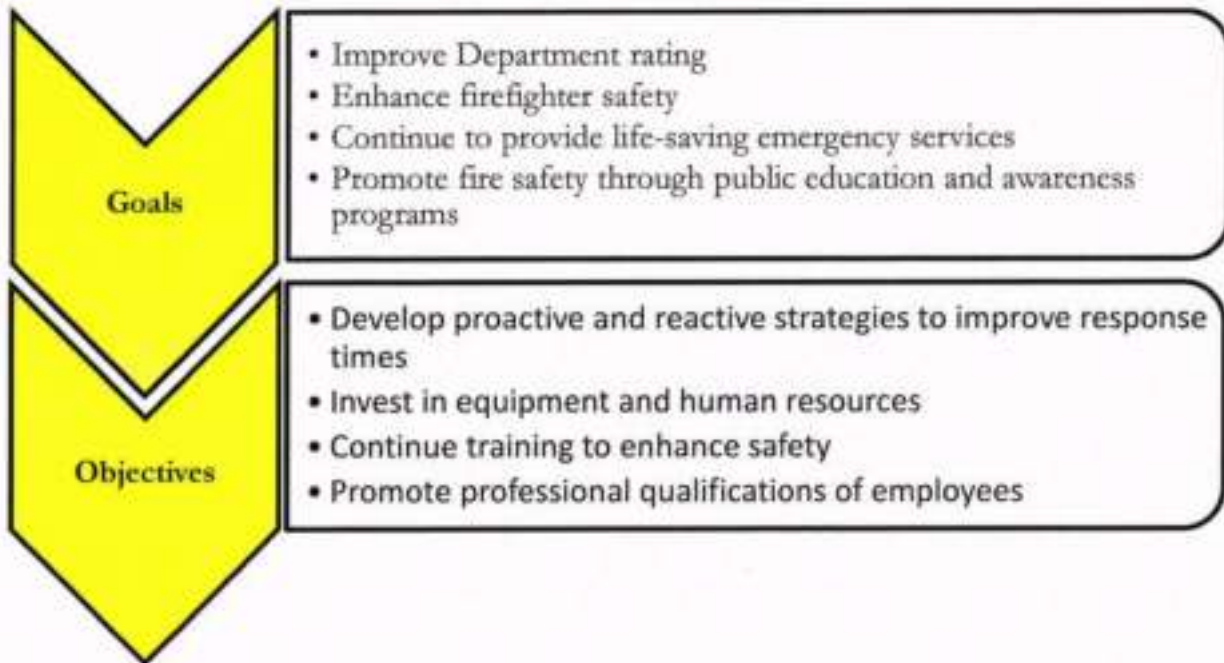 Goals
• Improve Department rating
• Enhance firefighter safety
• Continue to provide life-saving emergency services
• Promote fire safety through public education and awareness
programs
Objectives
• Develop proactive and reactive strategies to improve response
times
• Invest in equipment and human resources
• Continue training to enhance safety
• Promote professional qualifications of employees